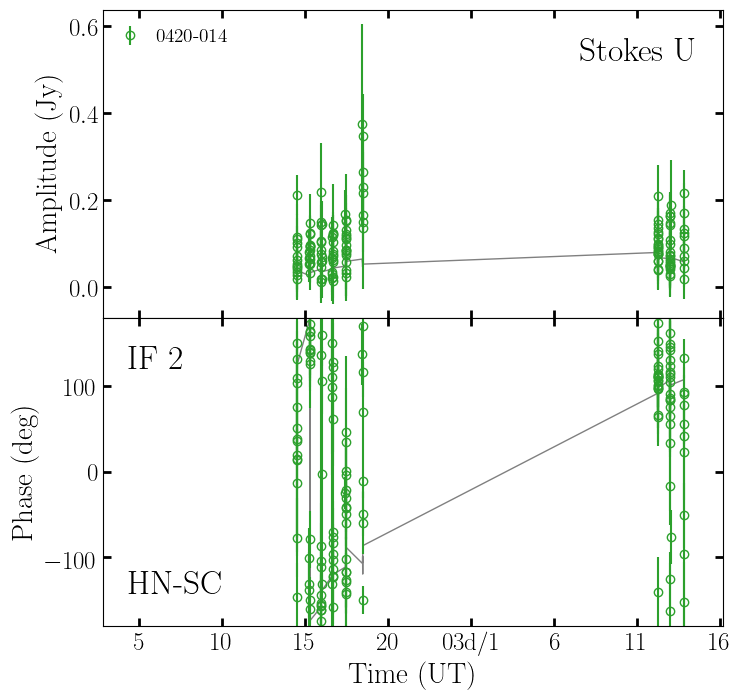 0420-014
Stokes U
0.6
0.4
0.2
0.0
Amplitude (Jy)
IF 2
100
0
−100
Phase (deg)
HN-SC
5 10 15 20 03d/1 6 11 16
Time (UT)